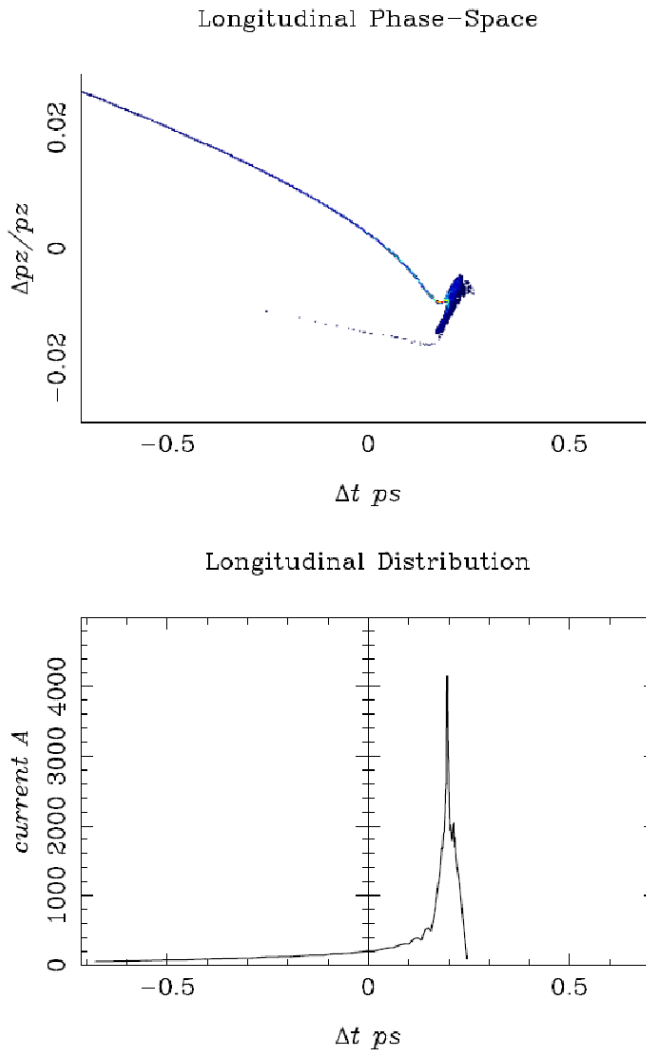 Longitudinal Phase-Space
Δpz/pz
0.02
0
-0.02
-0.5 0 0.5
Δt ps
Longitudinal Distribution
current A
4000
3000
2000
1000
0
-0.5 0 0.5
Δt ps